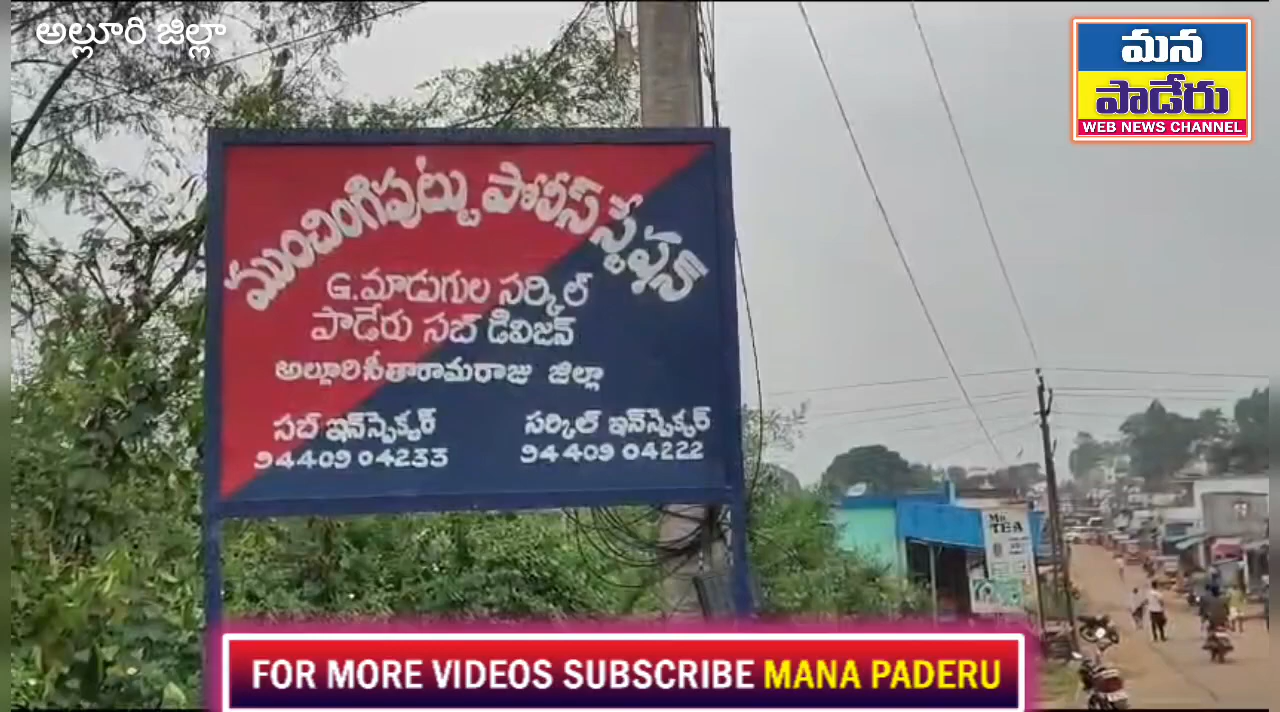 అల్లూరి జిల్లా
మన
పాడేరు
WEB NEWS CHANNEL
ముంచింగిపుట్టు పోలీస్ స్టేషన్
G.మాడుగుల సర్కిల్
పాడేరు సబ్ డివిజన్
అల్లూరిసీతారామరాజు జిల్లా
సబ్ ఇన్‌స్పెక్టర్
94409 04233
సర్కిల్ ఇన్‌స్పెక్టర్
94409 04222
TEA
FOR MORE VIDEOS SUBSCRIBE MANA PADERU